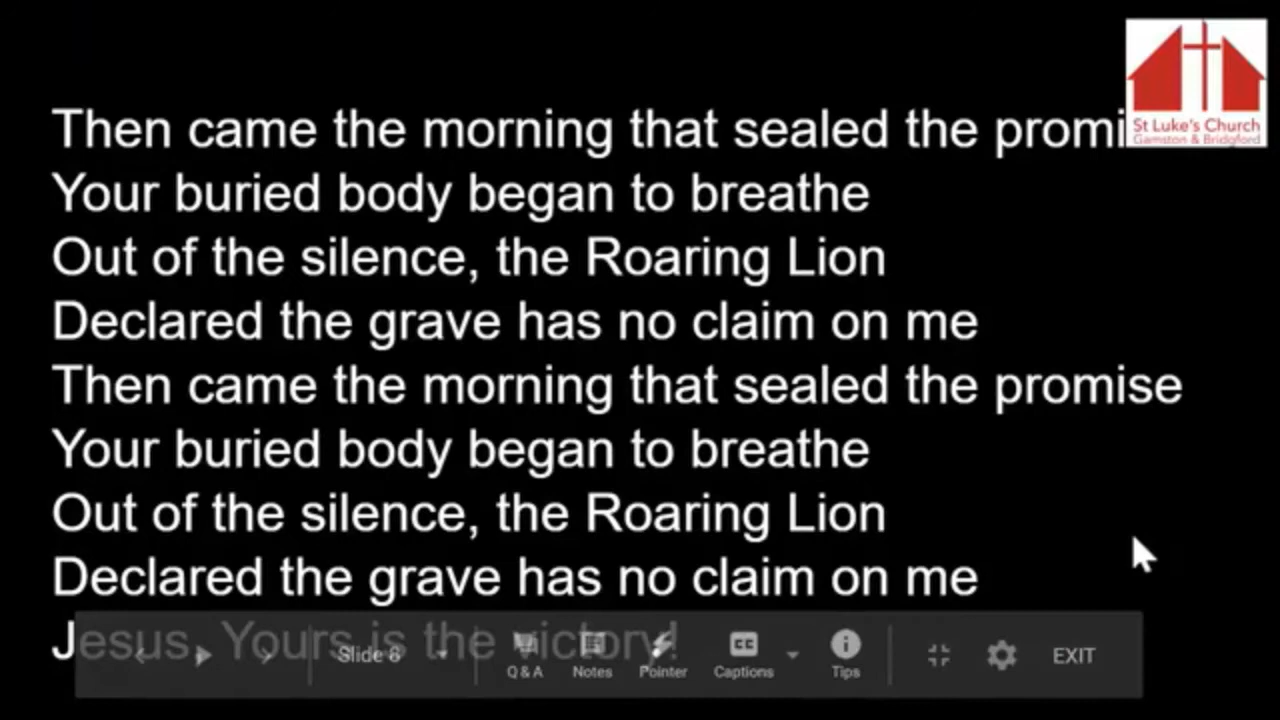 Then came the morning that sealed the promi
Your buried body began to breathe
Out of the silence, the Roaring Lion
Declared the grave has no claim on me
Then came the morning that sealed the promise
Your buried body began to breathe
Out of the silence, the Roaring Lion
Declared the grave has no claim on me
Jesus, Yours is the victory!
St Luke's Church
Gamston & Bridgford
Slide 8
Q & A
Notes
Pointer
CC
Captions
Tips
EXIT